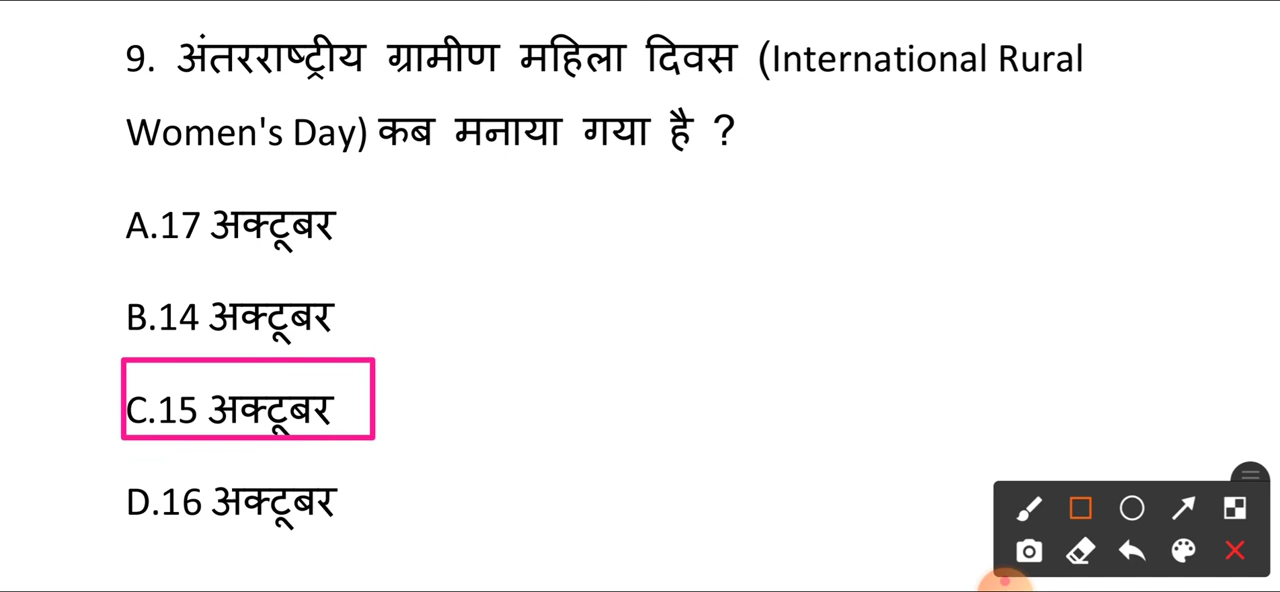 9. अंतरराष्ट्रीय ग्रामीण महिला दिवस (International Rural
Women's Day) कब मनाया गया है ?
A.17 अक्टूबर
B.14 अक्टूबर
C.15 अक्टूबर
D.16 अक्टूबर